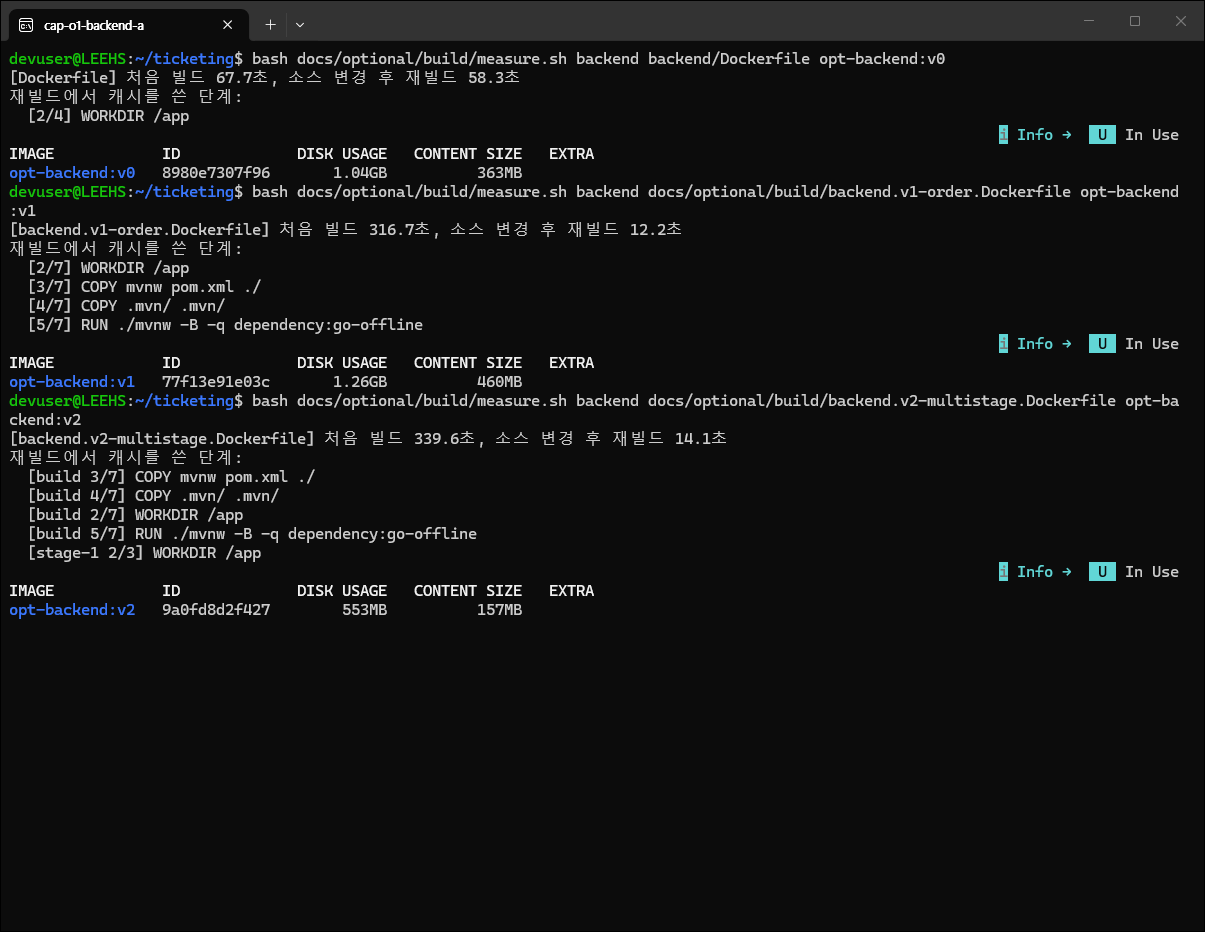 cap-o1-backend-a
devuser@LEEHS:~/ticketing$ bash docs/optional/build/measure.sh backend backend/Dockerfile opt-backend:v0
[Dockerfile] 처음 빌드 67.7초, 소스 변경 후 재빌드 58.3초
재빌드에서 캐시를 쓴 단계:
[2/4] WORKDIR /app
i Info → U In Use
IMAGE ID DISK USAGE CONTENT SIZE EXTRA
opt-backend:v0 8980e7307f96 1.04GB 363MB
devuser@LEEHS:~/ticketing$ bash docs/optional/build/measure.sh backend docs/optional/build/backend.v1-order.Dockerfile opt-backend
:v1
[backend.v1-order.Dockerfile] 처음 빌드 316.7초, 소스 변경 후 재빌드 12.2초
재빌드에서 캐시를 쓴 단계:
[2/7] WORKDIR /app
[3/7] COPY mvnw pom.xml ./
[4/7] COPY .mvn/ .mvn/
[5/7] RUN ./mvnw -B -q dependency:go-offline
i Info → U In Use
IMAGE ID DISK USAGE CONTENT SIZE EXTRA
opt-backend:v1 77f13e91e03c 1.26GB 460MB
devuser@LEEHS:~/ticketing$ bash docs/optional/build/measure.sh backend docs/optional/build/backend.v2-multistage.Dockerfile opt-ba
ckend:v2
[backend.v2-multistage.Dockerfile] 처음 빌드 339.6초, 소스 변경 후 재빌드 14.1초
재빌드에서 캐시를 쓴 단계:
[build 3/7] COPY mvnw pom.xml ./
[build 4/7] COPY .mvn/ .mvn/
[build 2/7] WORKDIR /app
[build 5/7] RUN ./mvnw -B -q dependency:go-offline
[stage-1 2/3] WORKDIR /app
i Info → U In Use
IMAGE ID DISK USAGE CONTENT SIZE EXTRA
opt-backend:v2 9a0fd8d2f427 553MB 157MB